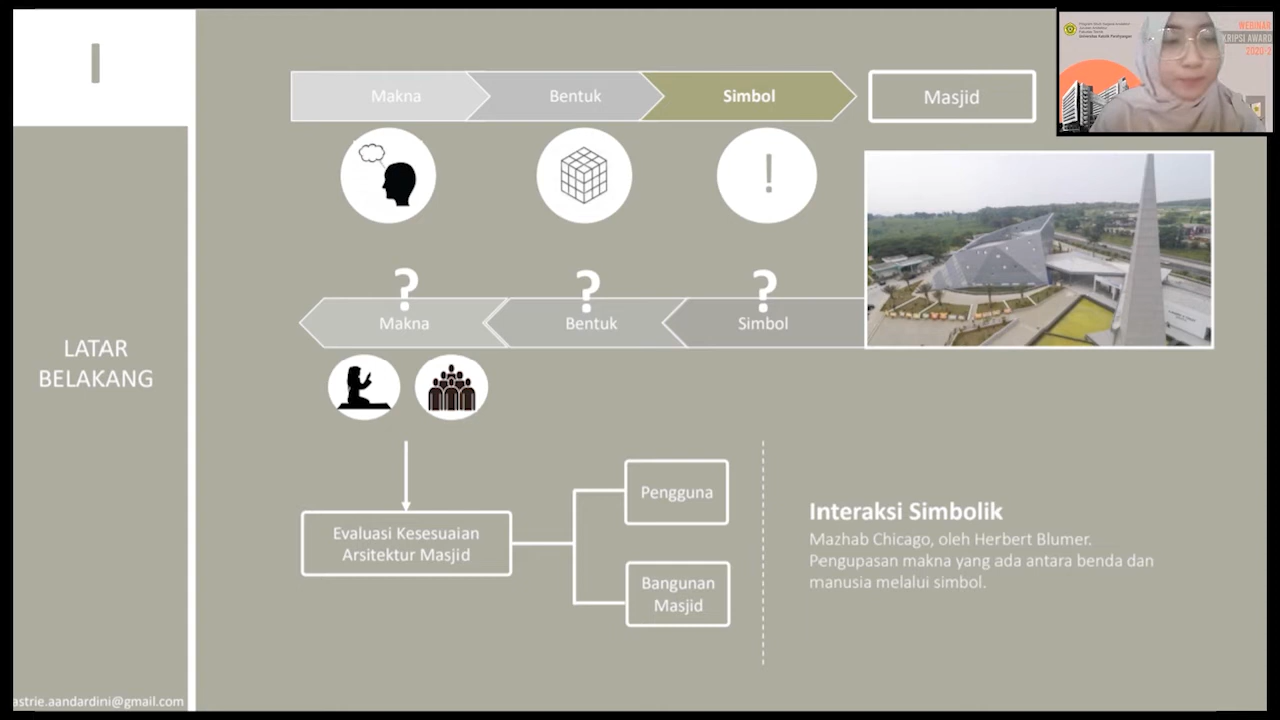 I
LATAR
BELAKANG
astrie.aandardini@gmail.com
Makna
Bentuk
Simbol
Masjid
!
?
?
?
Makna
Bentuk
Simbol
Evaluasi Kesesuaian
Arsitektur Masjid
Pengguna
Bangunan
Masjid
Interaksi Simbolik
Mazhab Chicago, oleh Herbert Blumer.
Pengupasan makna yang ada antara benda dan
manusia melalui simbol.
WEBINAR
KRIPSI AWARD
2020-2